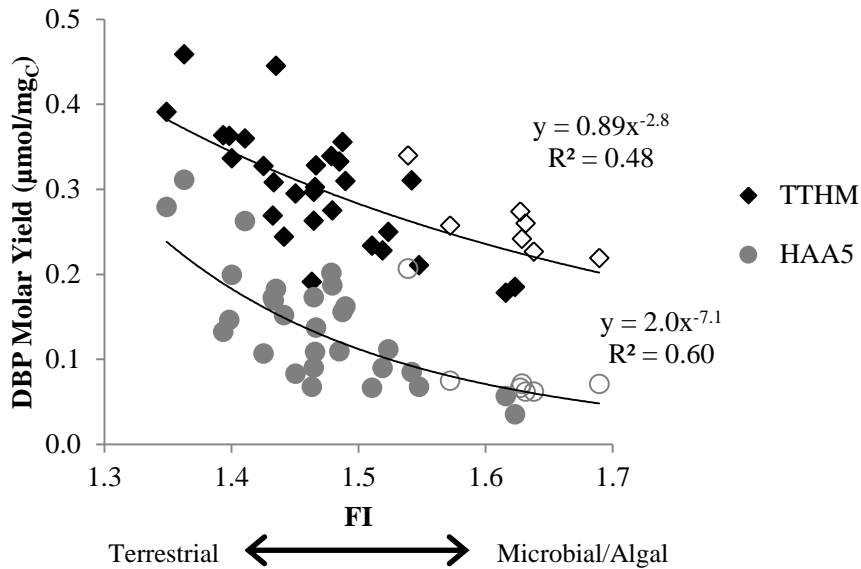 DBP Molar Yield (µmol/mgC)
0.5
0.4
0.3
0.2
0.1
0.0
y = 0.89x-2.8
R² = 0.48
y = 2.0x-7.1
R² = 0.60
TTHM
HAA5
1.3 1.4 1.5 1.6 1.7
FI
Terrestrial Microbial/Algal